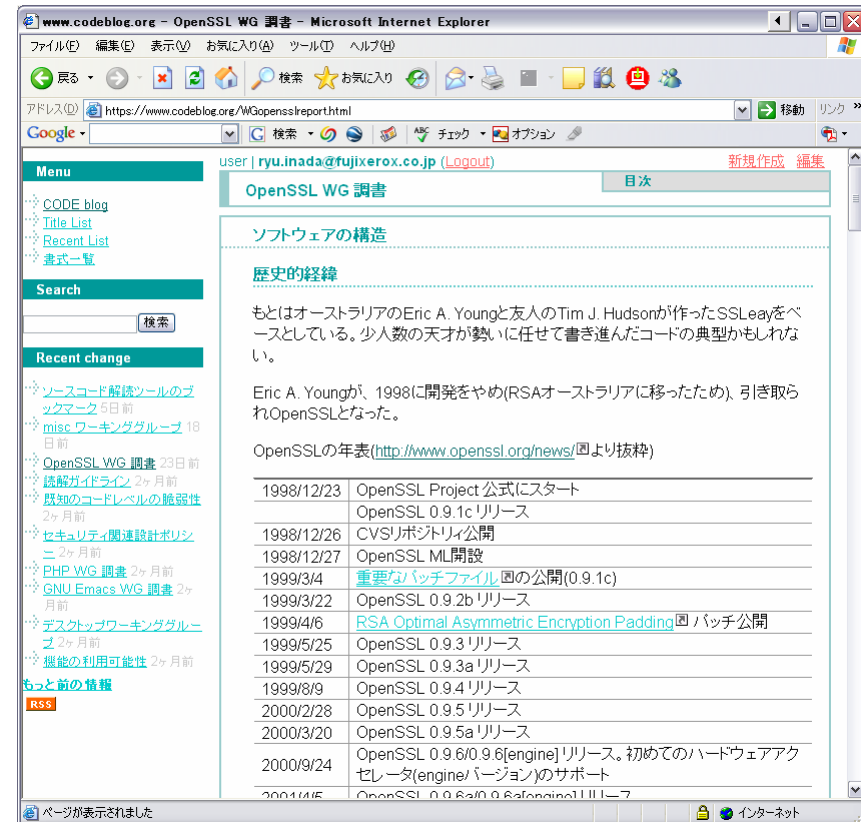 www.codeblog.org - OpenSSL WG 調書 - Microsoft Internet Explorer
ファイル(F) 編集(E) 表示(V) お気に入り(A) ツール(T) ヘルプ(H)
戻る 検索 お気に入り
アドレス(D) https://www.codeblog.org/WGopensslreport.html 移動 リンク »
Google 検索 チェック オプション
Menu
CODE blog
Title List
Recent List
書式一覧
Search
検索
Recent change
ソースコード解読ツールのブ
ックマーク 5日前
misc ワーキンググループ 18
日前
OpenSSL WG 調書 23日前
読解ガイドライン 2ヶ月前
既知のコードレベルの脆弱性
2ヶ月前
セキュリティ関連設計ポリシ
ー 2ヶ月前
PHP WG 調書 2ヶ月前
GNU Emacs WG 調書 2ヶ
月前
デスクトップワーキンググルー
プ 2ヶ月前
機能の利用可能性 2ヶ月前
もっと前の情報
RSS
user | ryu.inada@fujixerox.co.jp (Logout) 新規作成 編集
OpenSSL WG 調書
目次
ソフトウェアの構造
歴史的経緯
もとはオーストラリアのEric A. Youngと友人のTim J. Hudsonが作ったSSLeayをベ
ースとしている。少人数の天才が勢いに任せて書き進んだコードの典型かもしれな
い。
Eric A. Youngが、1998に開発をやめ(RSAオーストラリアに移ったため)、引き取ら
れOpenSSLとなった。
OpenSSLの年表(http://www.openssl.org/news/より抜粋)
1998/12/23 OpenSSL Project 公式にスタート
OpenSSL 0.9.1c リリース
1998/12/26 CVSリポジトリィ公開
1998/12/27 OpenSSL ML開設
1999/3/4 重要なパッチファイルの公開(0.9.1c)
1999/3/22 OpenSSL 0.9.2b リリース
1999/4/6 RSA Optimal Asymmetric Encryption Padding パッチ公開
1999/5/25 OpenSSL 0.9.3 リリース
1999/5/29 OpenSSL 0.9.3a リリース
1999/8/9 OpenSSL 0.9.4 リリース
2000/2/28 OpenSSL 0.9.5 リリース
2000/3/20 OpenSSL 0.9.5a リリース
2000/9/24 OpenSSL 0.9.6/0.9.6[engine] リリース。初めてのハードウェアアク
セレータ(engineバージョン)のサポート
2001/4/5 OpenSSL 0.9.6a/0.9.6a[engine] リリース
ページが表示されました インターネット